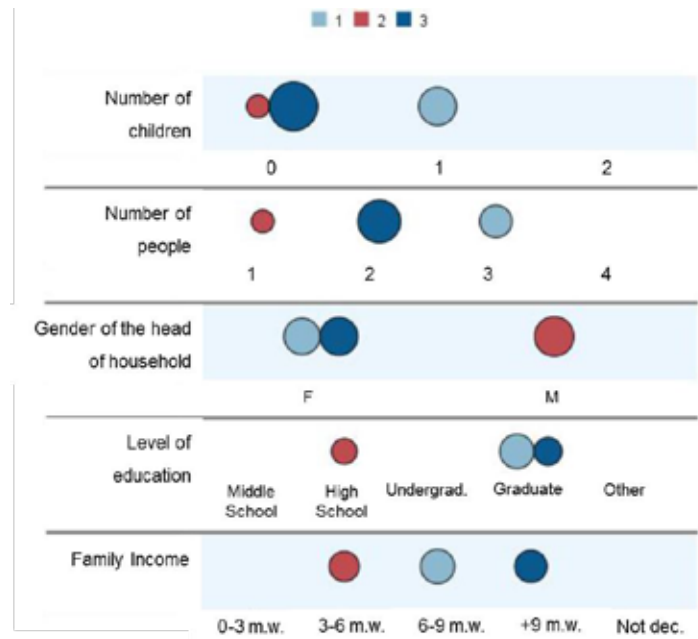 1 2 3
Number of
children
0 1 2
Number of
people
1 2 3 4
Gender of the head
of household
F M
Level of
education
Middle School High School Undergrad. Graduate Other
Family Income
0-3 m.w. 3-6 m.w. 6-9 m.w. +9 m.w. Not dec.